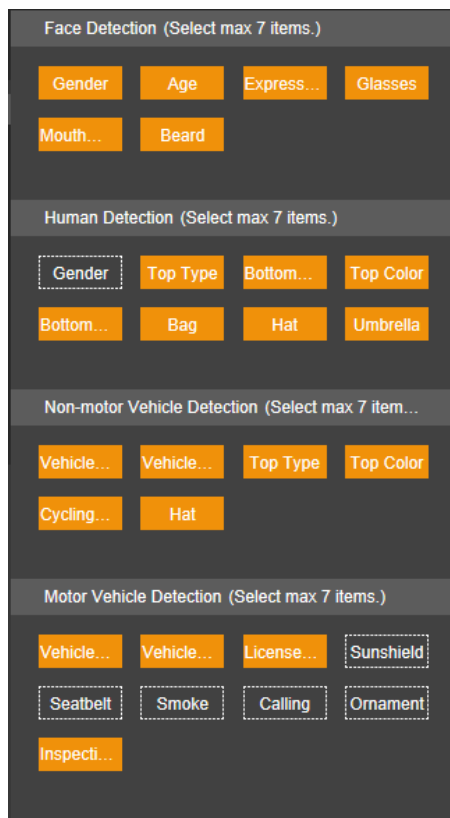 Face Detection (Select max 7 items.)
Gender Age Express... Glasses
Mouth... Beard
Human Detection (Select max 7 items.)
Gender Top Type Bottom... Top Color
Bottom... Bag Hat Umbrella
Non-motor Vehicle Detection (Select max 7 item...
Vehicle... Vehicle... Top Type Top Color
Cycling... Hat
Motor Vehicle Detection (Select max 7 items.)
Vehicle... Vehicle... License... Sunshield
Seatbelt Smoke Calling Ornament
Inspecti...